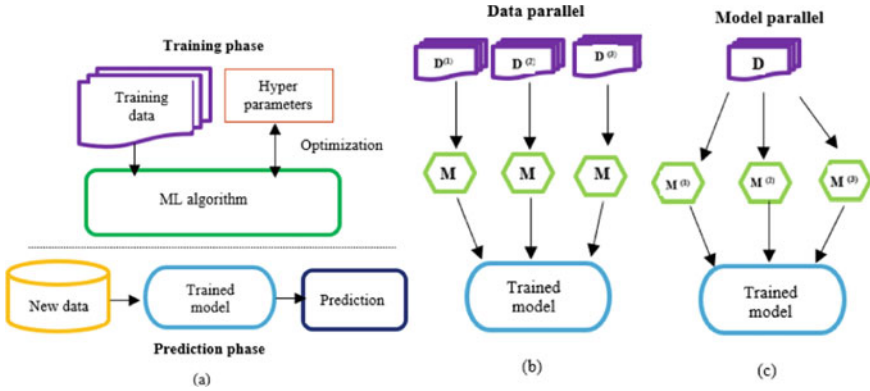 Training phase
Training
data
Hyper
parameters
Optimization
ML algorithm
New data
Trained
model
Prediction
Prediction phase
(a)
Data parallel
D(1)
D(2)
D(3)
M
M
M
Trained
model
(b)
Model parallel
D
M(1)
M(2)
M(3)
Trained
model
(c)